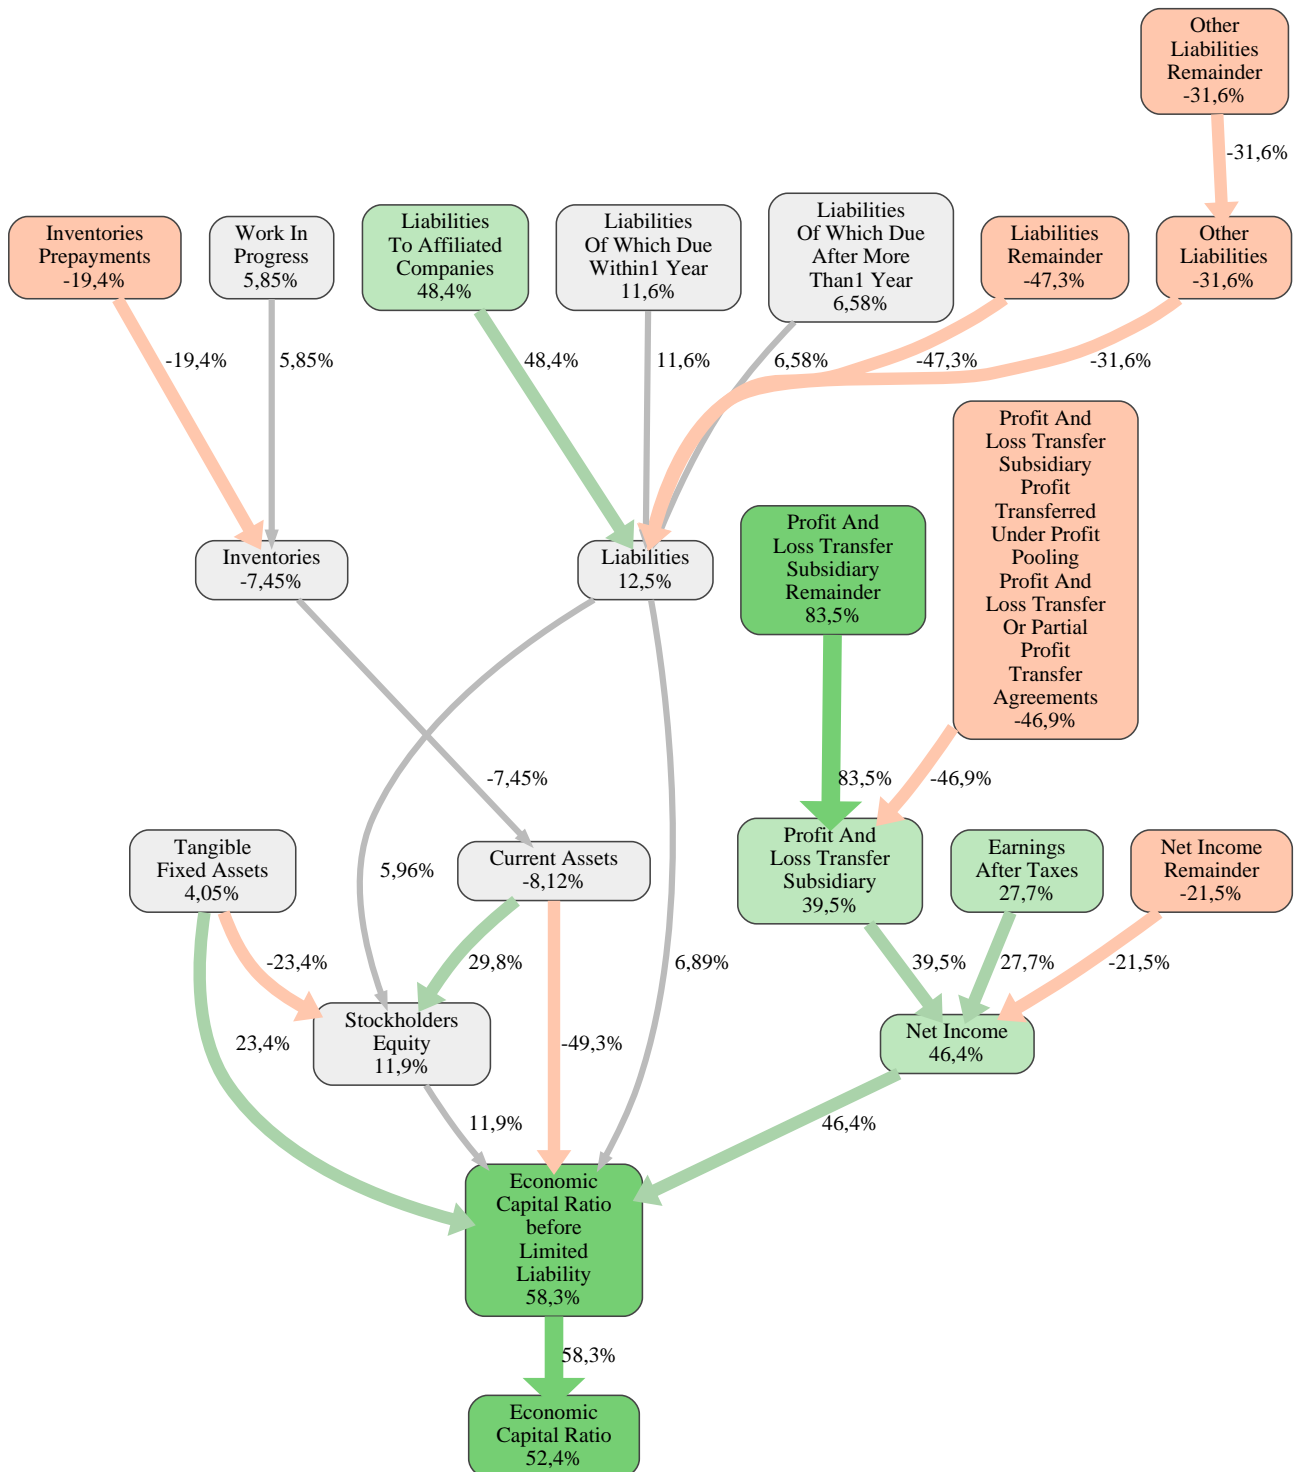 Other
Liabilities
Remainder
-31,6%
-31,6%
Inventories
Prepayments
-19,4%
Work In
Progress
5,85%
Liabilities
To Affiliated
Companies
48,4%
Liabilities
Of Which Due
Within1 Year
11,6%
Liabilities
Of Which Due
After More
Than1 Year
6,58%
Liabilities
Remainder
-47,3%
Other
Liabilities
-31,6%
-19,4%
5,85%
48,4%
11,6%
6,58%
-47,3%
-31,6%
Profit And
Loss Transfer
Subsidiary
Profit
Transferred
Under Profit
Pooling
Profit And
Loss Transfer
Or Partial
Profit
Transfer
Agreements
-46,9%
Profit And
Loss Transfer
Subsidiary
Remainder
83,5%
Inventories
-7,45%
Liabilities
12,5%
-7,45%
83,5%
-46,9%
Tangible
Fixed Assets
4,05%
5,96%
Current Assets
-8,12%
Profit And
Loss Transfer
Subsidiary
39,5%
Earnings
After Taxes
27,7%
Net Income
Remainder
-21,5%
-23,4%
29,8%
6,89%
39,5%
27,7%
-21,5%
23,4%
Stockholders
Equity
11,9%
-49,3%
Net Income
46,4%
11,9%
46,4%
Economic
Capital Ratio
before
Limited
Liability
58,3%
58,3%
Economic
Capital Ratio
52,4%